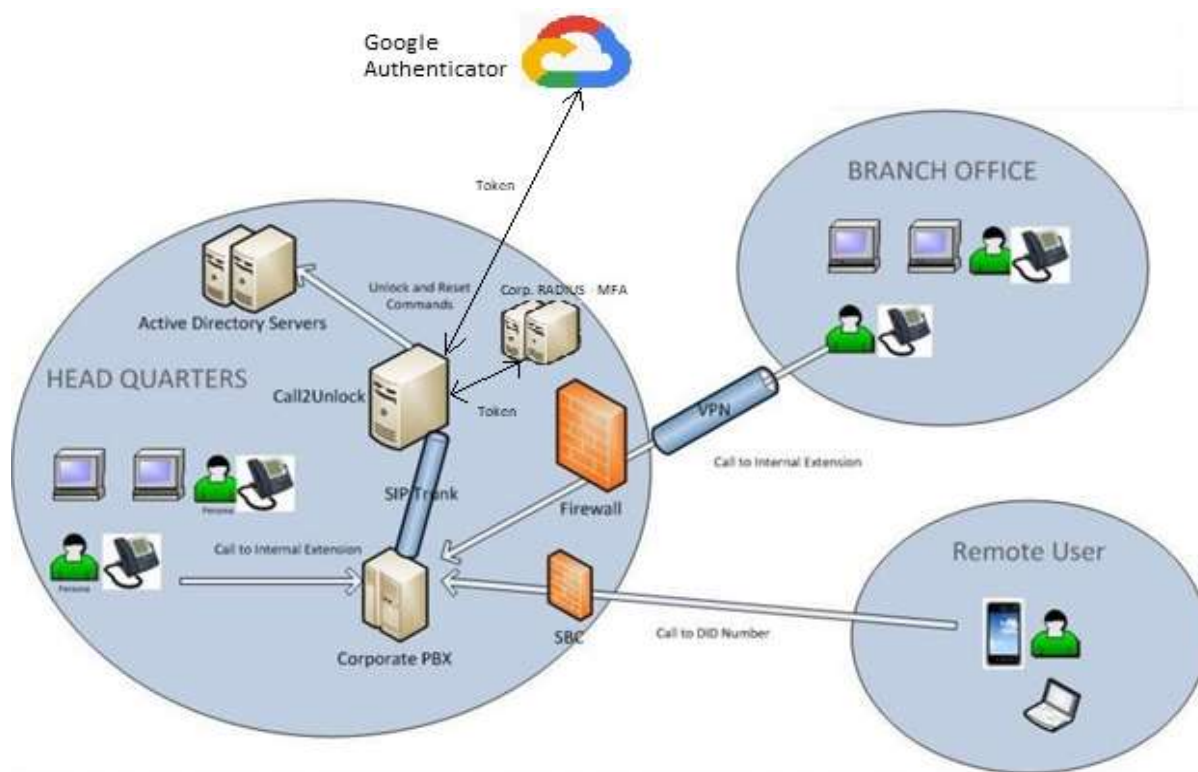 Google
Authenticator
Token
BRANCH OFFICE
Unlock and Reset
Commands
Corp. RADIUS - MFA
Active Directory Servers
HEAD QUARTERS
Call2Unlock
Token
VPN
Call to Internal Extension
SIP Trunk
Firewall
Persona
Call to Internal Extension
Persona
Remote User
SBC
Call to DID Number
Corporate PBX